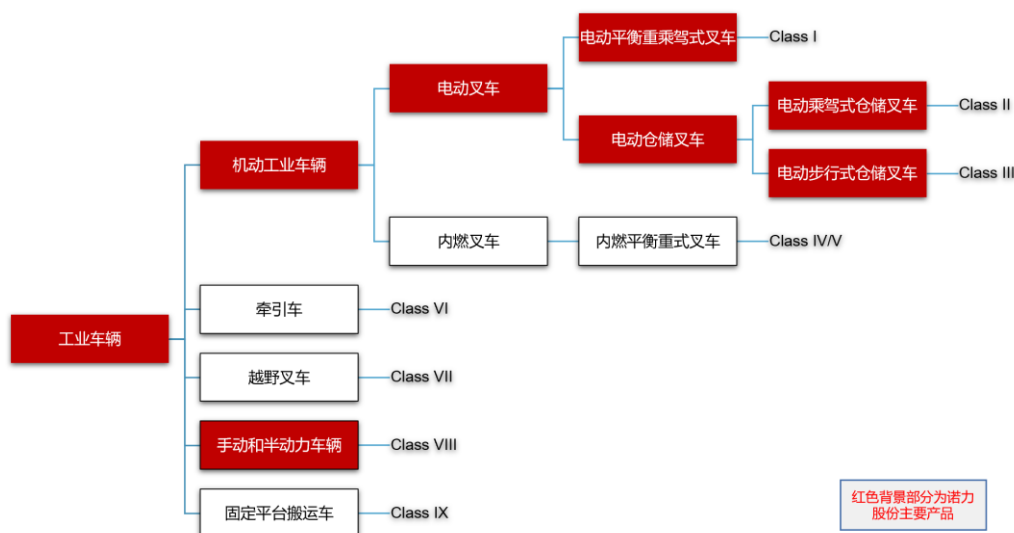 电动平衡重乘驾式叉车
Class I
电动叉车
电动乘驾式仓储叉车
Class II
电动仓储叉车
机动工业车辆
电动步行式仓储叉车
Class III
内燃叉车
内燃平衡重式叉车
Class IV/V
牵引车
Class VI
工业车辆
越野叉车
Class VII
手动和半动力车辆
Class VIII
固定平台搬运车
Class IX
红色背景部分为诺力
股份主要产品